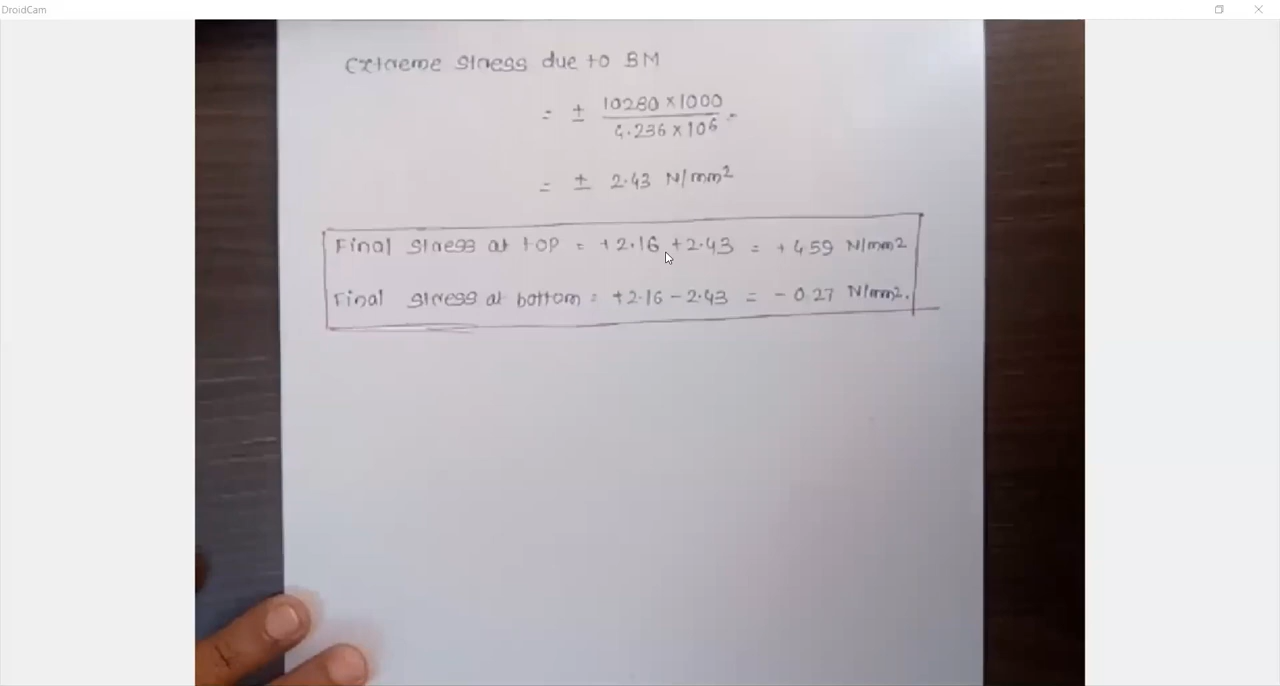 DroidCam
Extreme stress due to BM
= ± 10280 × 1000
4.236 × 10⁶
= ± 2.43 N/mm²
Final stress at top = +2.16 +2.43 = +4.59 N/mm²
Final stress at bottom = +2.16 - 2.43 = - 0.27 N/mm².